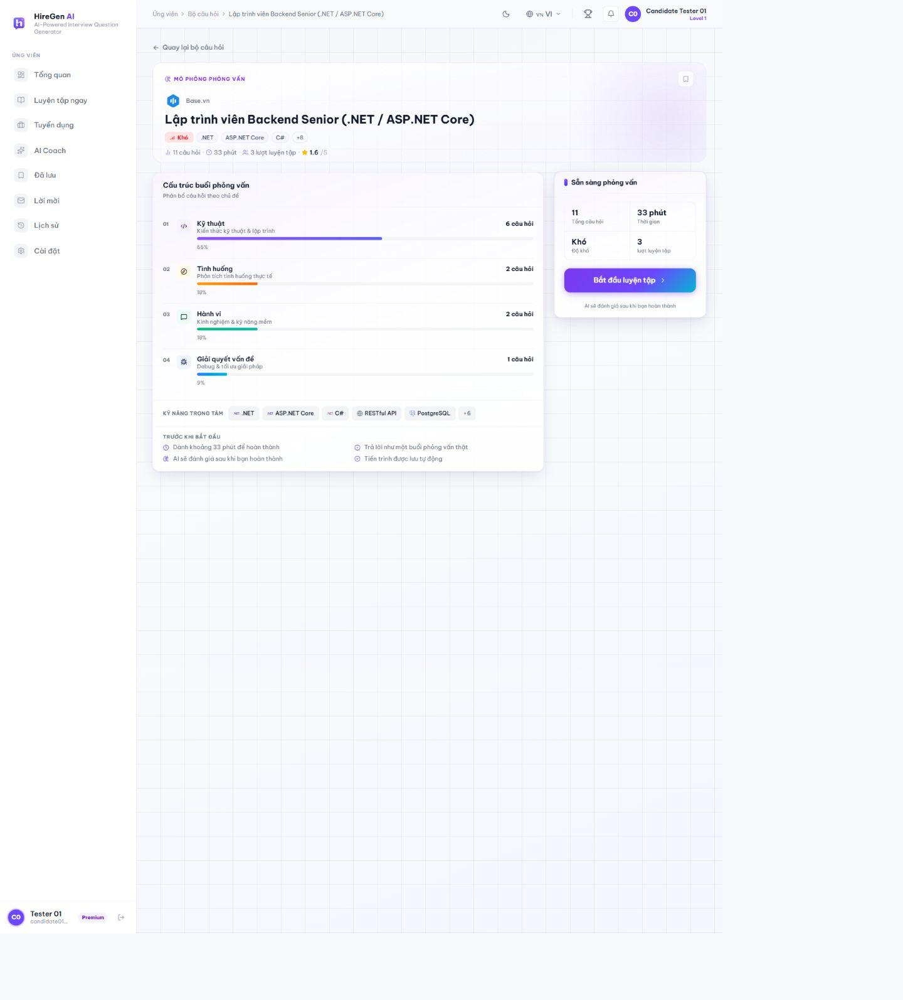 HireGen AI
AI-Powered Interview Question
Generator
ỨNG VIÊN
Tổng quan
Luyện tập ngay
Tuyển dụng
AI Coach
Đã lưu
Lời mời
Lịch sử
Cài đặt
Tester 01
candidate01...
Premium
Ứng viên > Bộ câu hỏi > Lập trình viên Backend Senior (.NET / ASP.NET Core)
VN VI
C0
Candidate Tester 01
Level 1
Quay lại bộ câu hỏi
MÔ PHỎNG PHỎNG VẤN
Base.vn
Lập trình viên Backend Senior (.NET / ASP.NET Core)
Khó .NET ASP.NET Core C# +8
11 câu hỏi · 33 phút · 3 lượt luyện tập · 1.6 /5
Cấu trúc buổi phỏng vấn
Phân bổ câu hỏi theo chủ đề
01 Kỹ thuật 6 câu hỏi
Kiến thức kỹ thuật & lập trình
55%
02 Tình huống 2 câu hỏi
Phân tích tình huống thực tế
18%
03 Hành vi 2 câu hỏi
Kinh nghiệm & kỹ năng mềm
18%
04 Giải quyết vấn đề 1 câu hỏi
Debug & tối ưu giải pháp
9%
KỸ NĂNG TRỌNG TÂM .NET .NET .NET ASP.NET Core .NET C# RESTful API PostgreSQL +6
TRƯỚC KHI BẮT ĐẦU
Dành khoảng 33 phút để hoàn thành
Trả lời như một buổi phỏng vấn thật
AI sẽ đánh giá sau khi bạn hoàn thành
Tiến trình được lưu tự động
Sẵn sàng phỏng vấn
11
Tổng câu hỏi
33 phút
Thời gian
Khó
Độ khó
3
lượt luyện tập
Bắt đầu luyện tập
AI sẽ đánh giá sau khi bạn hoàn thành
C0